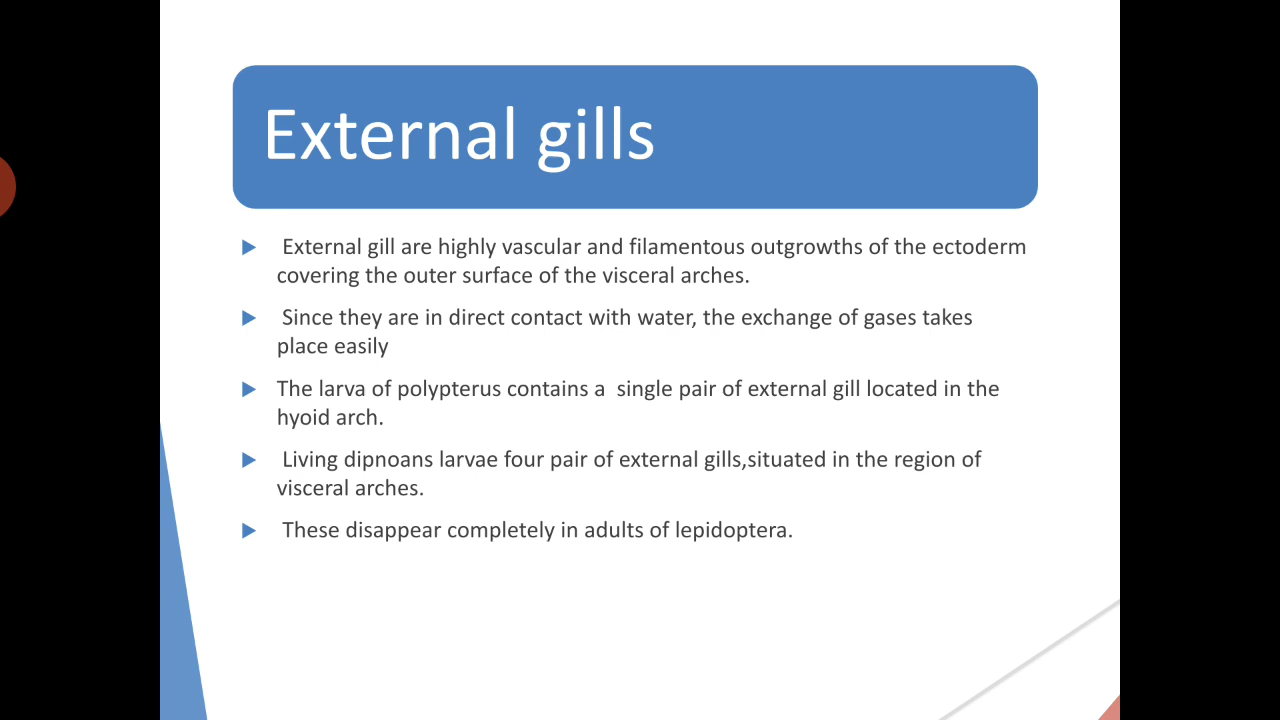 External gills
External gill are highly vascular and filamentous outgrowths of the ectoderm
covering the outer surface of the visceral arches.
Since they are in direct contact with water, the exchange of gases takes
place easily
The larva of polypterus contains a  single pair of external gill located in the
hyoid arch.
Living dipnoans larvae four pair of external gills,situated in the region of
visceral arches.
These disappear completely in adults of lepidoptera.